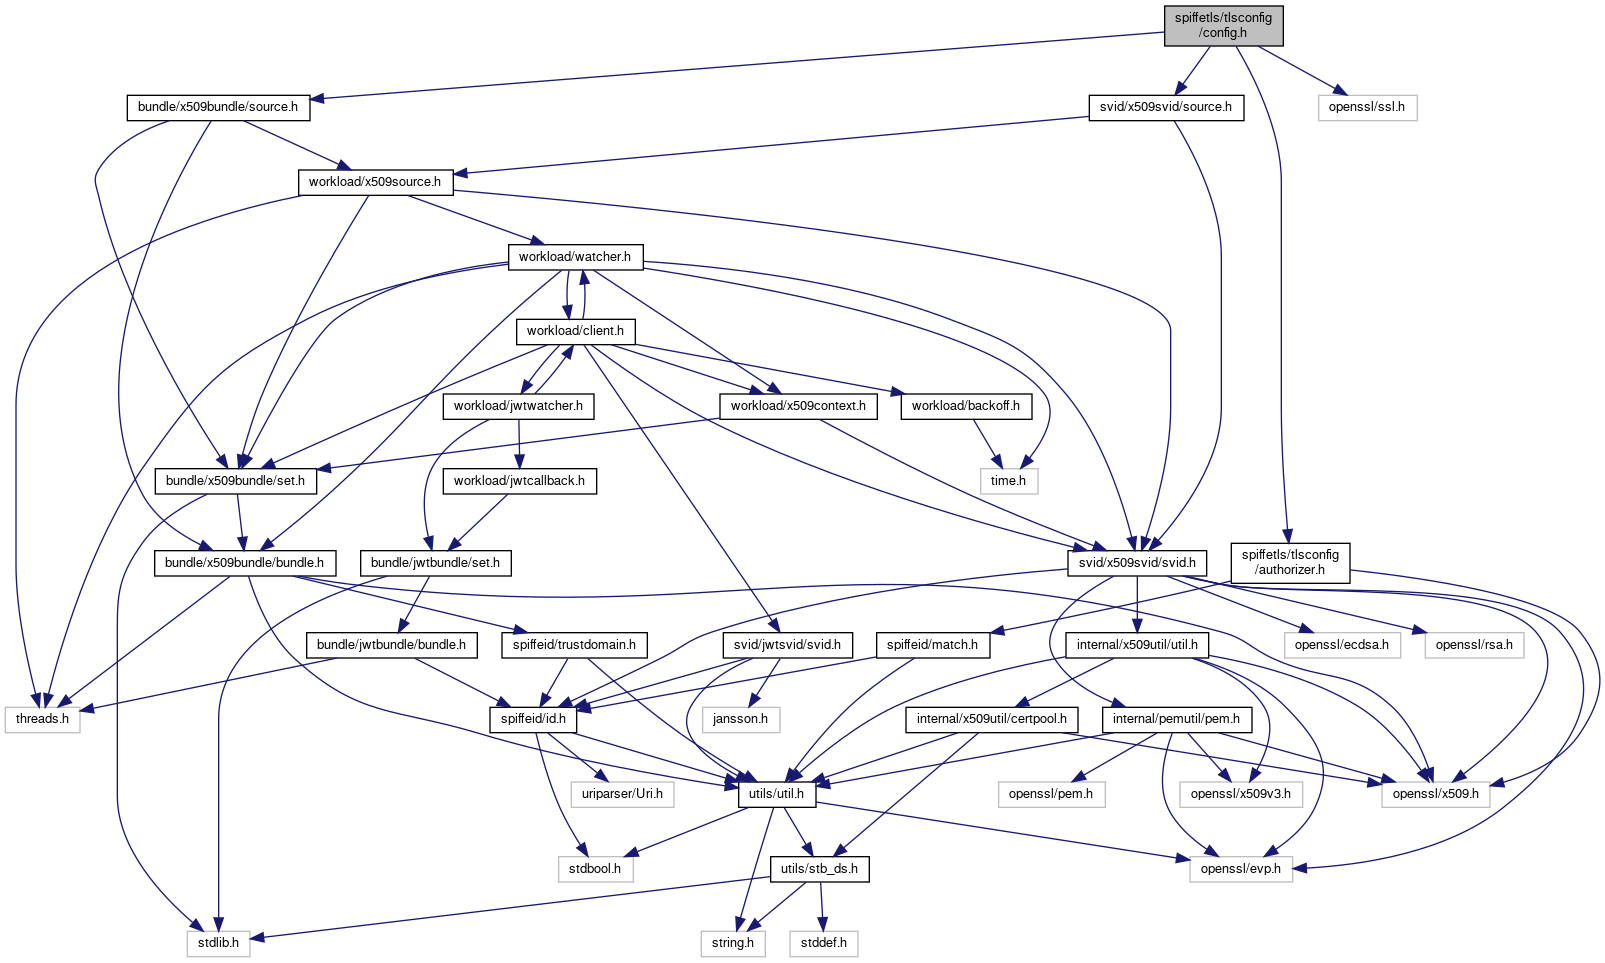 spiffetls/tlsconfig
/config.h
bundle/x509bundle/source.h
svid/x509svid/source.h
openssl/ssl.h
workload/x509source.h
workload/watcher.h
workload/client.h
workload/jwtwatcher.h
workload/x509context.h
workload/backoff.h
bundle/x509bundle/set.h
workload/jwtcallback.h
time.h
bundle/x509bundle/bundle.h
bundle/jwtbundle/set.h
svid/x509svid/svid.h
spiffetls/tlsconfig
/authorizer.h
bundle/jwtbundle/bundle.h
spiffeid/trustdomain.h
svid/jwtsvid/svid.h
spiffeid/match.h
internal/x509util/util.h
openssl/ecdsa.h
openssl/rsa.h
threads.h
spiffeid/id.h
jansson.h
internal/x509util/certpool.h
internal/pemutil/pem.h
uriparser/Uri.h
utils/util.h
openssl/pem.h
openssl/x509v3.h
openssl/x509.h
stdbool.h
utils/stb_ds.h
openssl/evp.h
stdlib.h
string.h
stddef.h